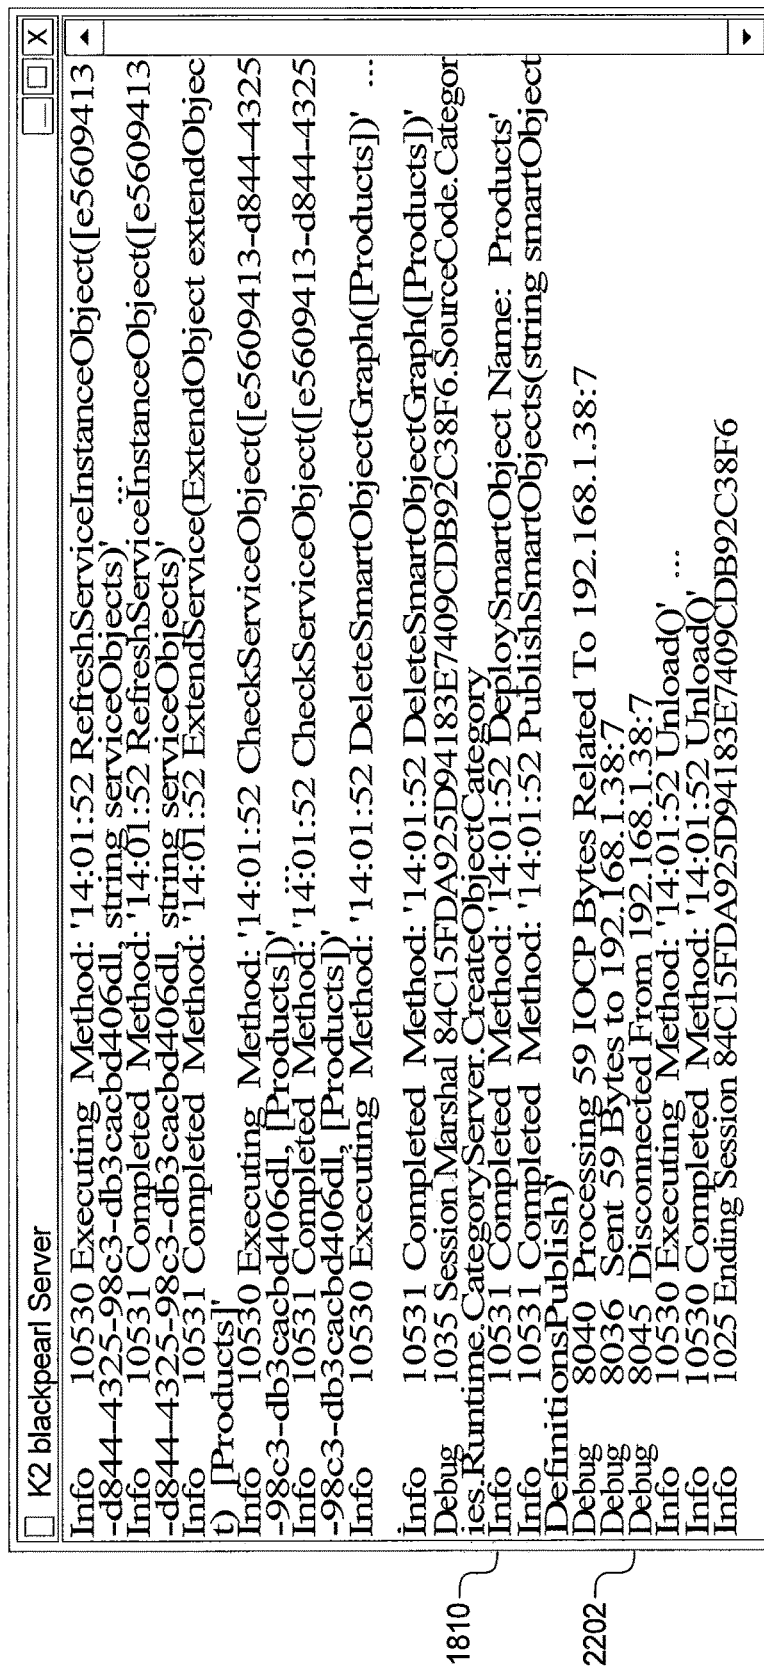 K2 blackpearl Server
Info 10530 Executing Method: '14:01:52 RefreshServiceInstanceObject([e5609413
-d844-4325-98c3-db3cacbd406dl, string serviceObjects)' ...
Info 10531 Completed Method: '14:01:52 RefreshServiceInstanceObject([e5609413
-d844-4325-98c3-db3cacbd406dl, string serviceObjects)'
Info 10531 Completed Method: '14:01:52 ExtendService(ExtendObject extendObjec
t) [Products]'
Info 10530 Executing Method: '14:01:52 CheckServiceObject([e5609413-d844-4325
-98c3-db3cacbd406dl, [Products])' ...
Info 10531 Completed Method: '14:01:52 CheckServiceObject([e5609413-d844-4325
-98c3-db3cacbd406dl, [Products])'
Info 10530 Executing Method: '14:01:52 DeleteSmartObjectGraph([Products])' ...
Info 10531 Completed Method: '14:01:52 DeleteSmartObjectGraph([Products])'
Debug 1035 Session Marshal 84C15FDA925D94183E7409CDB92C38F6.SourceCode.Categor
ies.Runtime.CategoryServer.CreateObjectCategory
Info 10531 Completed Method: '14:01:52 DeploySmartObject Name: Products'
Info 10531 Completed Method: '14:01:52 PublishSmartObjects(string smartObject
DefinitionsPublish)'
Debug 8040 Processing 59 IOCP Bytes Related To 192.168.1.38:7
Debug 8036 Sent 59 Bytes to 192.168.1.38:7
Debug 8045 Disconnected From 192.168.1.38:7
Info 10530 Executing Method: '14:01:52 Unload()' ...
Info 10530 Completed Method: '14:01:52 Unload()'
Info 1025 Ending Session 84C15FDA925D94183E7409CDB92C38F6
1810
2202